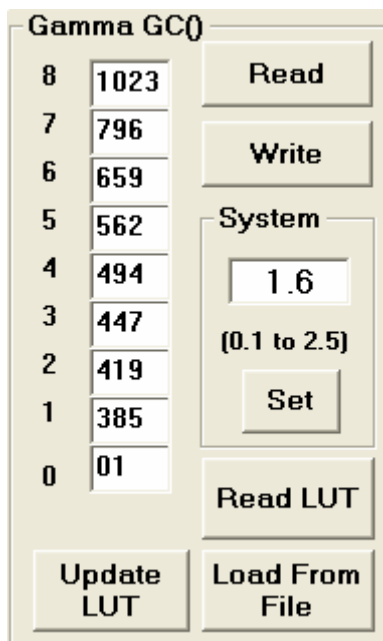 Gamma GC()
8 1023
7 796
6 659
5 562
4 494
3 447
2 419
1 385
0 01
Read
Write
System
1.6
(0.1 to 2.5)
Set
Read LUT
Update
LUT
Load From
File